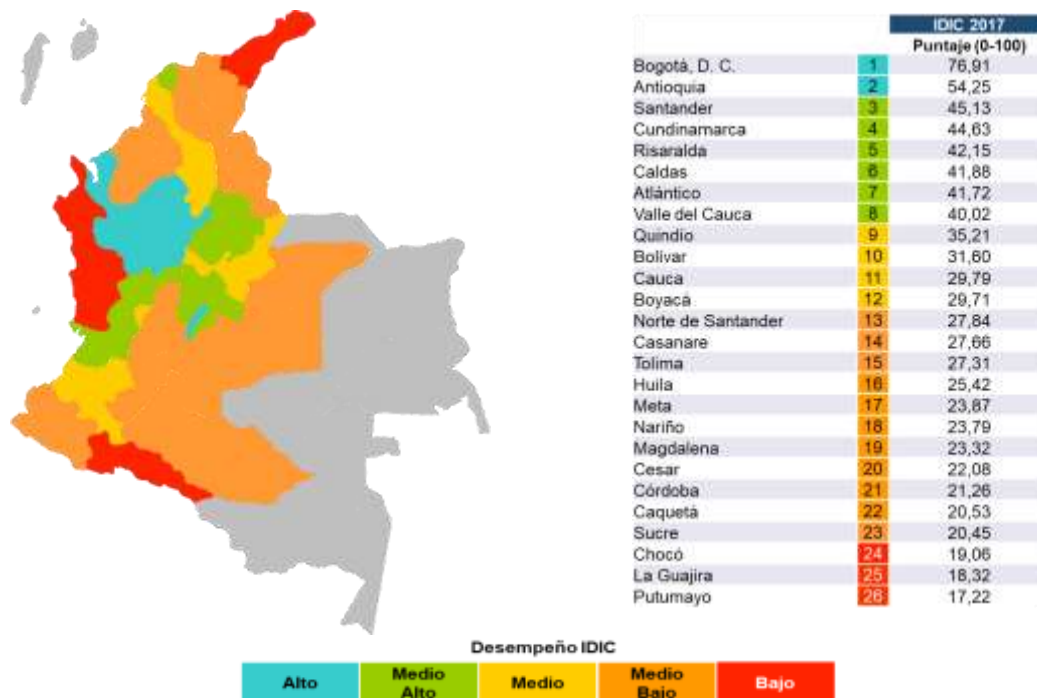 IDIC 2017
Puntaje (0-100)
Bogotá, D. C. 1 76,91
Antioquia 2 54,25
Santander 3 45,13
Cundinamarca 4 44,63
Risaralda 5 42,15
Caldas 6 41,88
Atlántico 7 41,72
Valle del Cauca 8 40,02
Quindío 9 35,21
Bolívar 10 31,60
Cauca 11 29,79
Boyacá 12 29,71
Norte de Santander 13 27,84
Casanare 14 27,66
Tolima 15 27,31
Huila 16 25,42
Meta 17 23,87
Nariño 18 23,79
Magdalena 19 23,32
Cesar 20 22,08
Córdoba 21 21,26
Caquetá 22 20,53
Sucre 23 20,45
Chocó 24 19,06
La Guajira 25 18,32
Putumayo 26 17,22
Desempeño IDIC
Alto Medio Alto Medio Medio Bajo Bajo